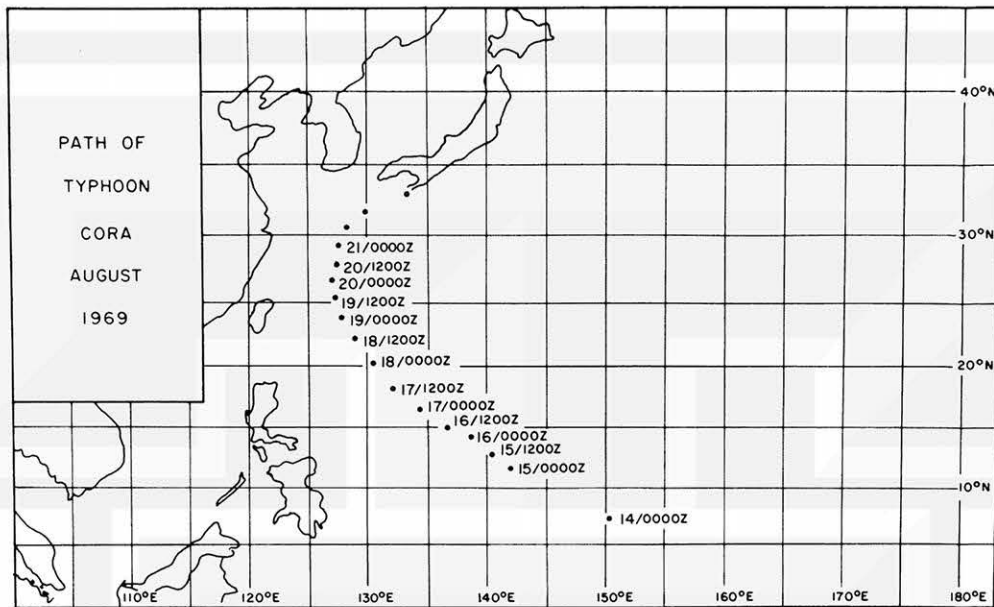 PATH OF
TYPHOON
CORA
AUGUST
1969
40°N
30°N
21/0000Z
20/1200Z
20/0000Z
19/1200Z
19/0000Z
18/1200Z
18/0000Z
20°N
17/1200Z
17/0000Z
16/1200Z
16/0000Z
15/1200Z
15/0000Z
10°N
14/0000Z
110°E 120°E 130°E 140°E 150°E 160°E 170°E 180°E